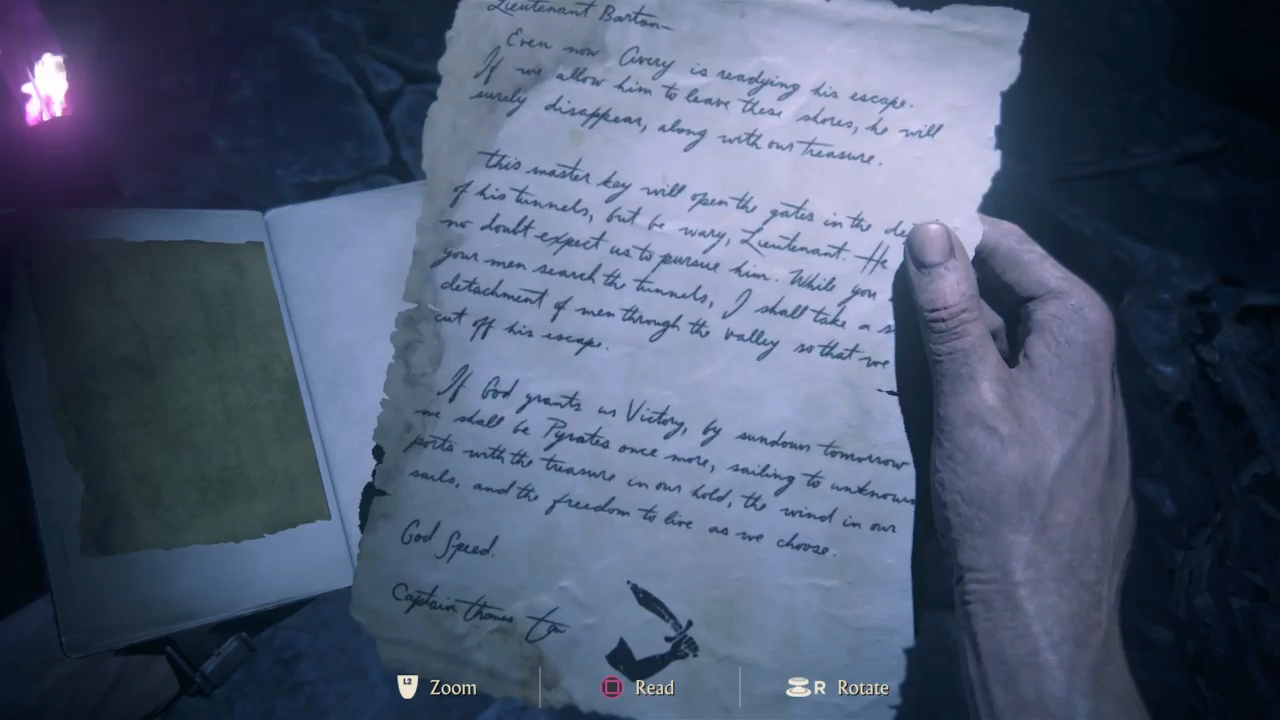 Lieutenant Barton—
Even now Avery is readying his escape.
If we allow him to leave these shores, he will
surely disappear, along with our treasure.
this master key will open the gates in the de
of his tunnels, but be wary, Lieutenant. He
no doubt expect us to pursue him. While you
your men search the tunnels, I shall take a s
detachment of men through the valley so that we
cut off his escape.
If God grants us Victory, by sundown tomorrow
we shall be Pyrates once more, sailing to unknown
ports with the treasure in our hold, the wind in our
sails, and the freedom to live as we choose.
God Speed.
Captain Thomas Tew
L2 Zoom
Read
R Rotate